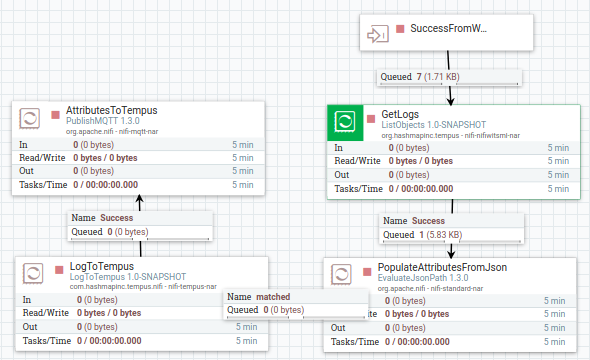 SuccessFromW...
Queued 7 (1.71 KB)
AttributesToTempus
PublishMQTT 1.3.0
org.apache.nifi - nifi-mqtt-nar
In 0 (0 bytes) 5 min
Read/Write 0 bytes / 0 bytes 5 min
Out 0 (0 bytes) 5 min
Tasks/Time 0 / 00:00:00.000 5 min
GetLogs
ListObjects 1.0-SNAPSHOT
org.hashmapinc.tempus - nifi-nifiwitsml-nar
In 0 (0 bytes) 5 min
Read/Write 0 bytes / 0 bytes 5 min
Out 0 (0 bytes) 5 min
Tasks/Time 0 / 00:00:00.000 5 min
Name Success
Queued 0 (0 bytes)
Name Success
Queued 1 (5.83 KB)
LogToTempus
LogToTempus 1.0-SNAPSHOT
com.hashmapinc.tempus.nifi - nifi-tempus-nar
In 0 (0 bytes)
Read/Write 0 bytes / 0 bytes
Out 0 (0 bytes) 5 min
Tasks/Time 0 / 00:00:00.000 5 min
Name matched
Queued 0 (0 bytes)
PopulateAttributesFromJson
EvaluateJsonPath 1.3.0
org.apache.nifi - nifi-standard-nar
0 (0 bytes) 5 min
0 bytes / 0 bytes 5 min
Out 0 (0 bytes) 5 min
Tasks/Time 0 / 00:00:00.000 5 min